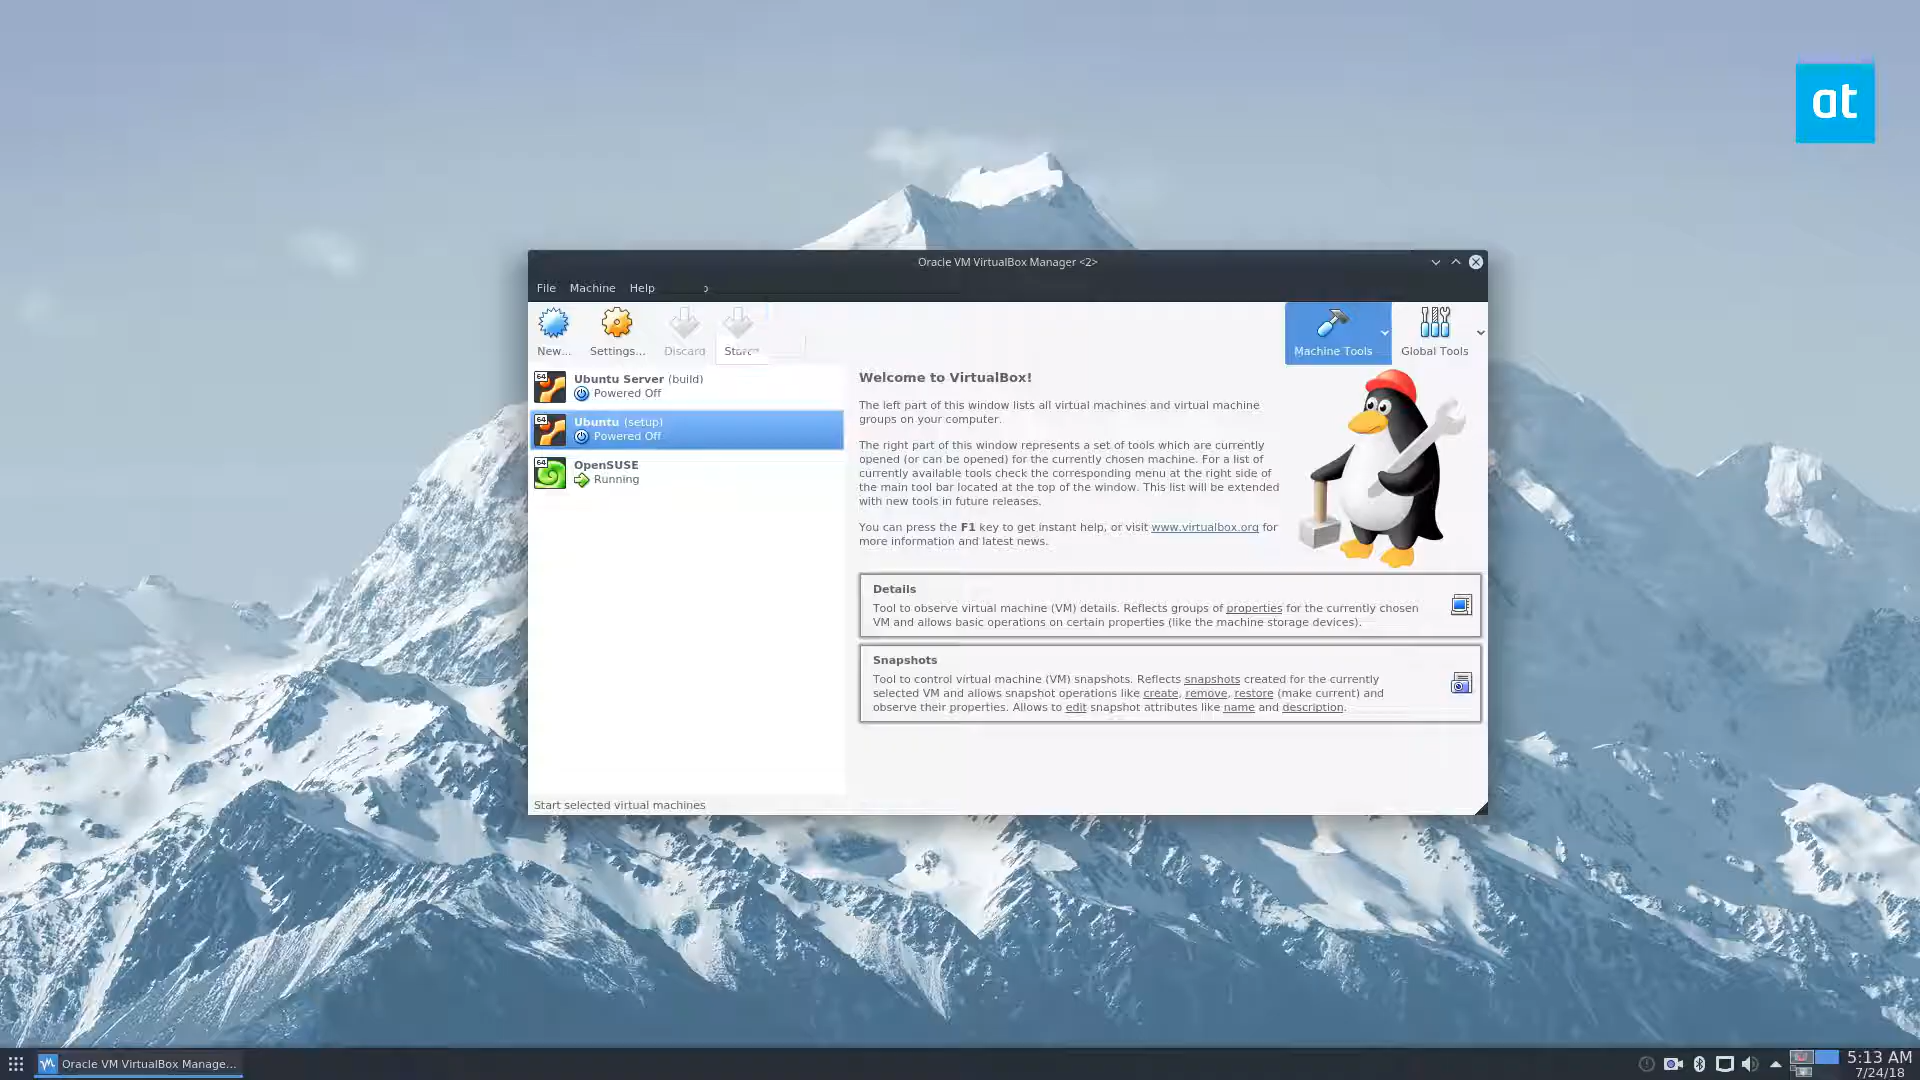 at
Oracle VM VirtualBox Manager <2>
File Machine Help
New... Settings... Discard Start
Machine Tools Global Tools
64 Ubuntu Server (build)
Powered Off
64 Ubuntu (setup)
Powered Off
64 OpenSUSE
Running
Welcome to VirtualBox!
The left part of this window lists all virtual machines and virtual machine
groups on your computer.
The right part of this window represents a set of tools which are currently
opened (or can be opened) for the currently chosen machine. For a list of
currently available tools check the corresponding menu at the right side of
the main tool bar located at the top of the window. This list will be extended
with new tools in future releases.
You can press the F1 key to get instant help, or visit www.virtualbox.org for
more information and latest news.
Details
Tool to observe virtual machine (VM) details. Reflects groups of properties for the currently chosen
VM and allows basic operations on certain properties (like the machine storage devices).
Snapshots
Tool to control virtual machine (VM) snapshots. Reflects snapshots created for the currently
selected VM and allows snapshot operations like create, remove, restore (make current) and
observe their properties. Allows to edit snapshot attributes like name and description.
Start selected virtual machines
Oracle VM VirtualBox Manage...
5:13 AM
7/24/18